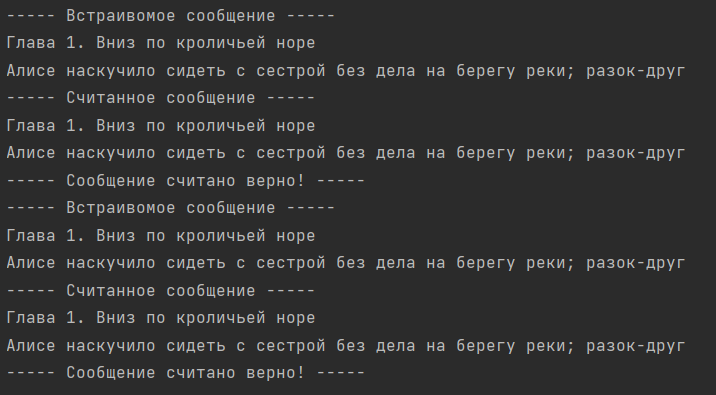 ----- Встраивомое сообщение -----
Глава 1. Вниз по кроличьей норе
Алисе наскучило сидеть с сестрой без дела на берегу реки; разок-друг
----- Считанное сообщение -----
Глава 1. Вниз по кроличьей норе
Алисе наскучило сидеть с сестрой без дела на берегу реки; разок-друг
----- Сообщение считано верно! -----
----- Встраивомое сообщение -----
Глава 1. Вниз по кроличьей норе
Алисе наскучило сидеть с сестрой без дела на берегу реки; разок-друг
----- Считанное сообщение -----
Глава 1. Вниз по кроличьей норе
Алисе наскучило сидеть с сестрой без дела на берегу реки; разок-друг
----- Сообщение считано верно! -----